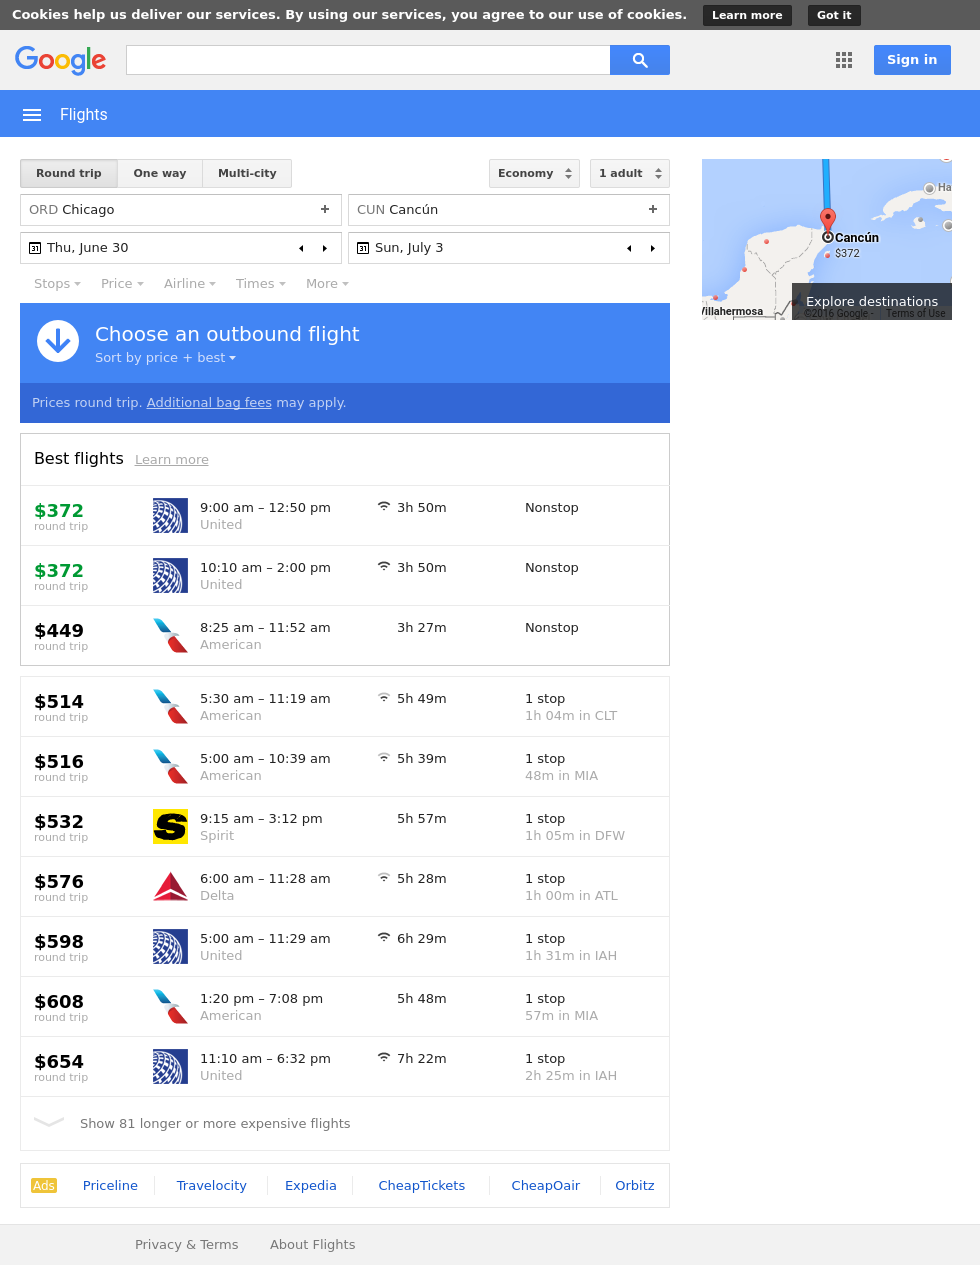 Cookies help us deliver our services. By using our services, you agree to our use of cookies. Learn more Got it
Google Sign in
Flights
Round trip One way Multi-city Economy 1 adult
ORD Chicago + CUN Cancún +
31 Thu, June 30 31 Sun, July 3
Stops Price Airline Times More
Choose an outbound flight
Sort by price + best
Prices round trip. Additional bag fees may apply.
Best flights Learn more
$372 9:00 am – 12:50 pm 3h 50m Nonstop
round trip United
$372 10:10 am – 2:00 pm 3h 50m Nonstop
round trip United
$449 8:25 am – 11:52 am 3h 27m Nonstop
round trip American
$514 5:30 am – 11:19 am 5h 49m 1 stop
round trip American 1h 04m in CLT
$516 5:00 am – 10:39 am 5h 39m 1 stop
round trip American 48m in MIA
$532 9:15 am – 3:12 pm 5h 57m 1 stop
round trip Spirit 1h 05m in DFW
$576 6:00 am – 11:28 am 5h 28m 1 stop
round trip Delta 1h 00m in ATL
$598 5:00 am – 11:29 am 6h 29m 1 stop
round trip United 1h 31m in IAH
$608 1:20 pm – 7:08 pm 5h 48m 1 stop
round trip American 57m in MIA
$654 11:10 am – 6:32 pm 7h 22m 1 stop
round trip United 2h 25m in IAH
Show 81 longer or more expensive flights
Ads Priceline Travelocity Expedia CheapTickets CheapOair Orbitz
Privacy & Terms About Flights
Ha
Cancún
$372
Villahermosa
Explore destinations
©2016 Google - Terms of Use